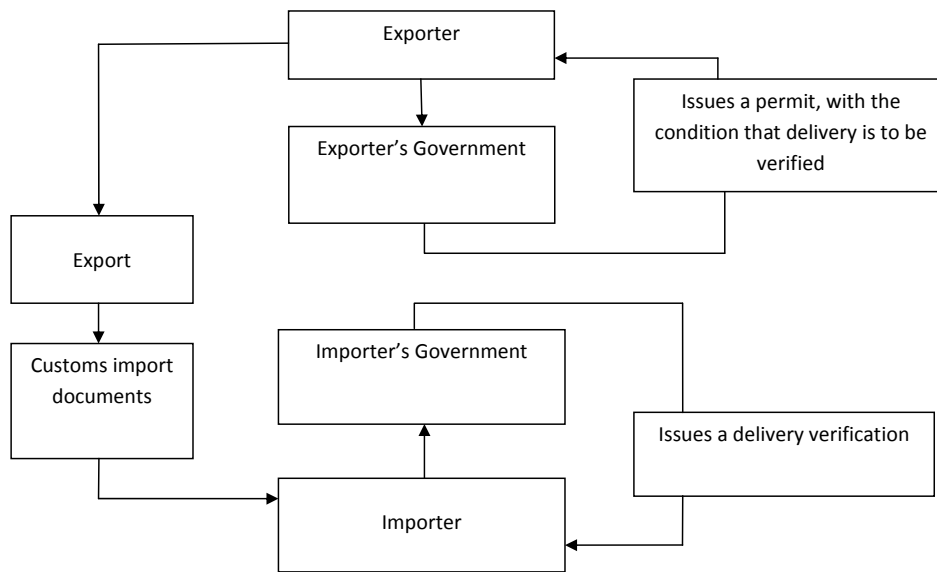 Exporter
Issues a permit, with the
condition that delivery is to be
verified
Exporter’s Government
Export
Customs import
documents
Importer’s Government
Issues a delivery verification
Importer